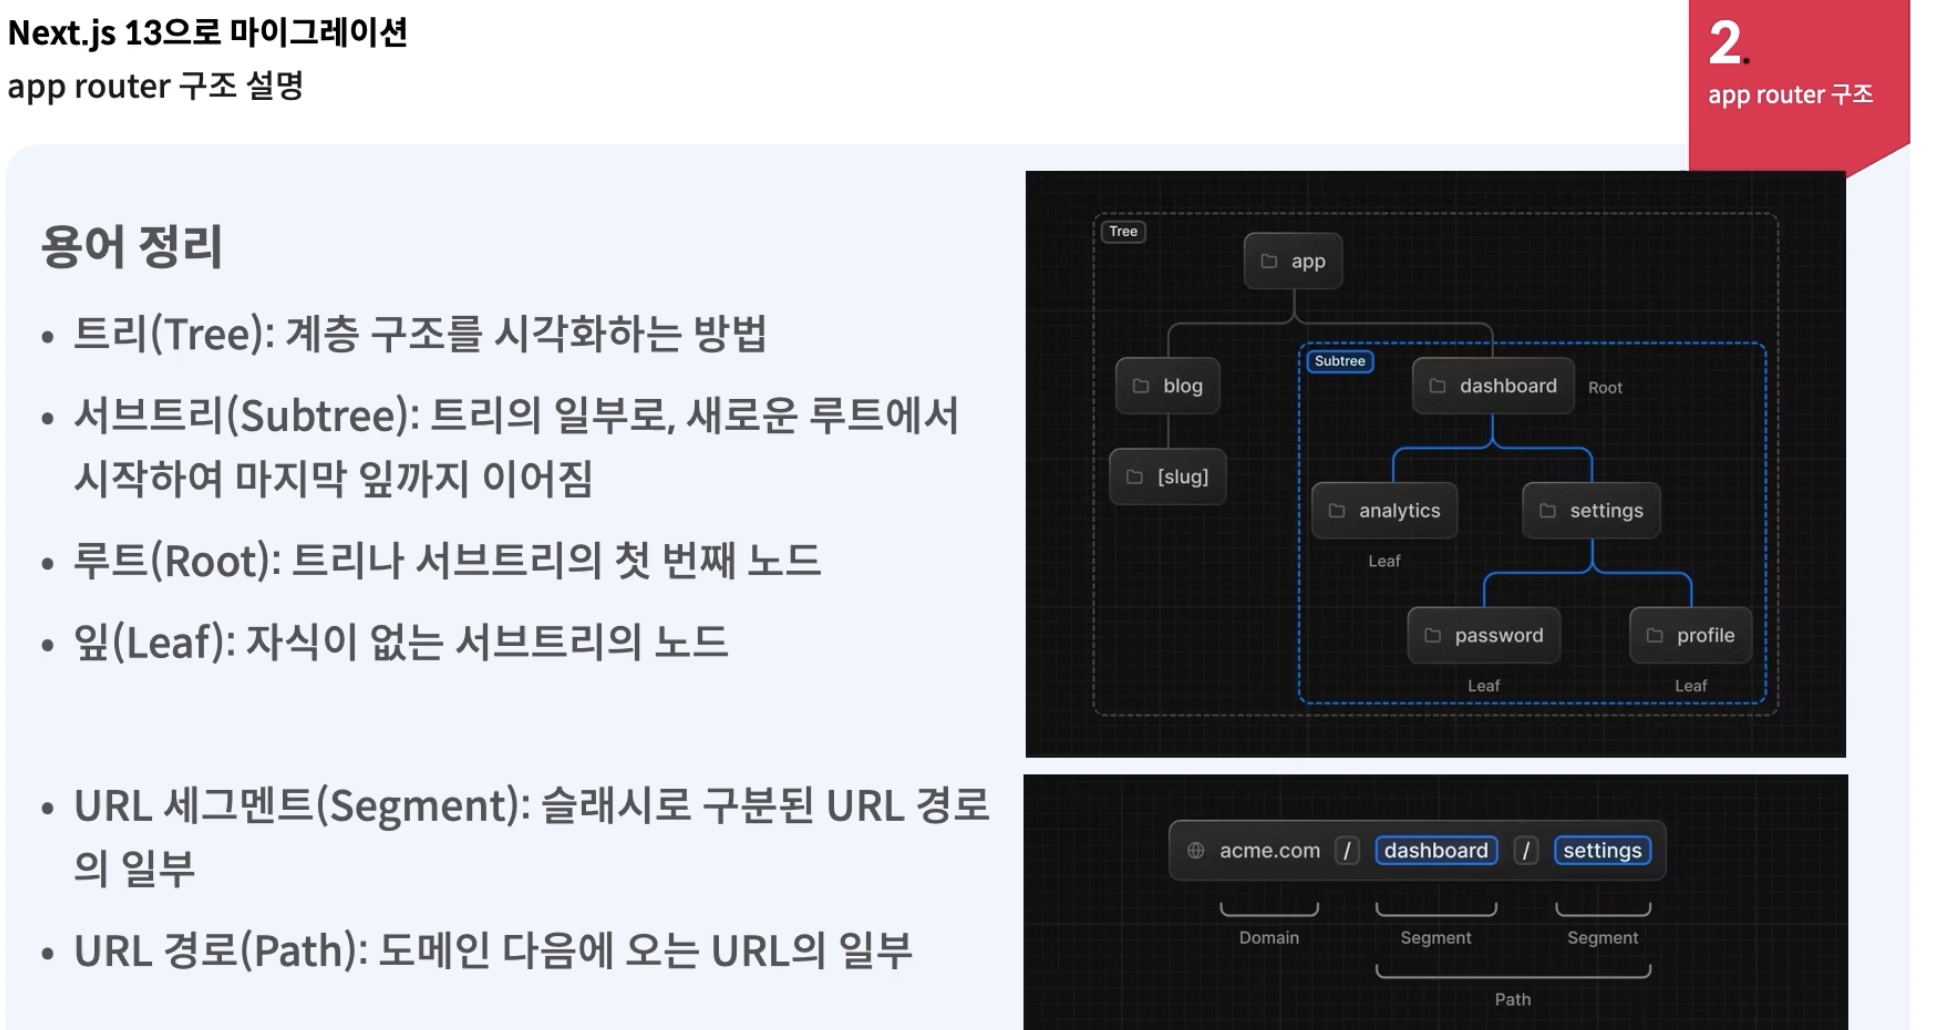 Next.js 13으로 마이그레이션
app router 구조 설명
2.
app router 구조
용어 정리
• 트리(Tree): 계층 구조를 시각화하는 방법
• 서브트리(Subtree): 트리의 일부로, 새로운 루트에서
시작하여 마지막 잎까지 이어짐
• 루트(Root): 트리나 서브트리의 첫 번째 노드
• 잎(Leaf): 자식이 없는 서브트리의 노드
• URL 세그멘트(Segment): 슬래시로 구분된 URL 경로
의 일부
• URL 경로(Path): 도메인 다음에 오는 URL의 일부
Tree
app
Subtree
blog
dashboard
Root
[slug]
analytics
settings
Leaf
password
profile
Leaf
Leaf
acme.com / dashboard / settings
Domain
Segment
Segment
Path